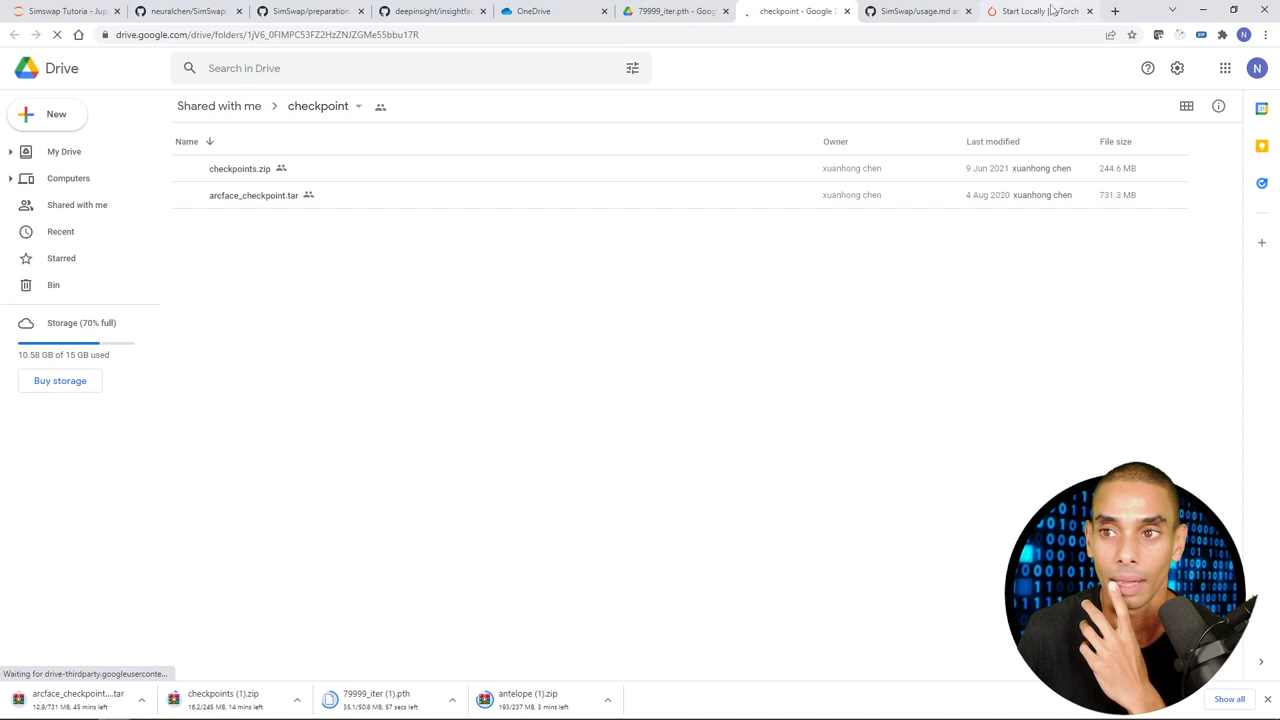 Simswap Tutoria - Jup
neuralchen/SimSwap
SimSwap/preparation
deepinsight/insightfac
OneDrive
79999_iter.pth - Goog
checkpoint - Google D
SimSwap/usage.md at
Start Locally | PyTorch
drive.google.com/drive/folders/1jV6_0FIMPC53FZ2HzZNJZGMe55bbu17R
N
Drive
Search in Drive
N
New
Shared with me
checkpoint
My Drive
Computers
Shared with me
Recent
Starred
Bin
Storage (70% full)
10.58 GB of 15 GB used
Buy storage
Name Owner Last modified File size
checkpoints.zip xuanhong chen 9 Jun 2021 xuanhong chen 244.6 MB
arcface_checkpoint.tar xuanhong chen 4 Aug 2020 xuanhong chen 731.3 MB
Waiting for drive-thirdparty.googleuserconte...
arcface_checkpoint....tar
12.9/731 MB, 45 mins left
checkpoints (1).zip
16.2/245 MB, 14 mins left
79999_iter (1).pth
35.1/50.8 MB, 57 secs left
antelope (1).zip
193/237 MB, 2 mins left
Show all